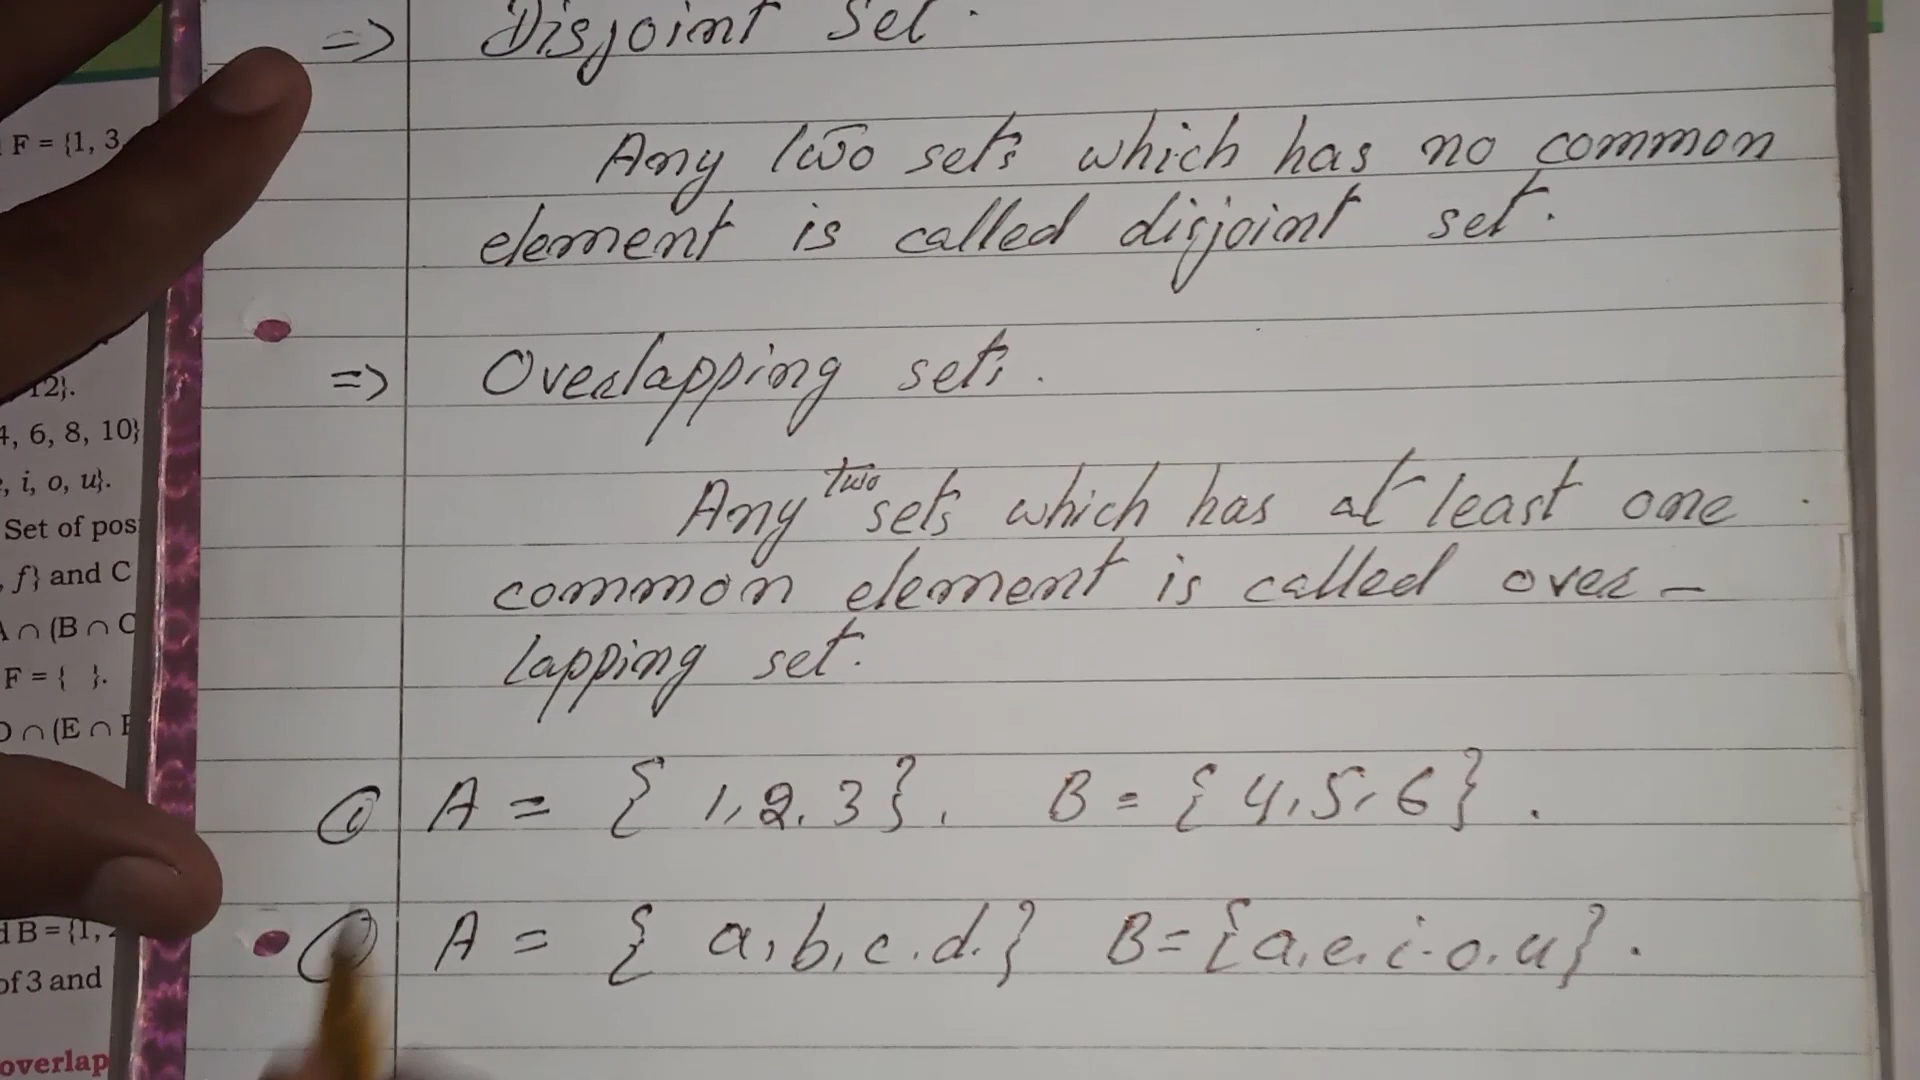 => Disjoint Set.
Any two sets which has no common
element is called disjoint set.
=> Overlapping sets.
Any two sets which has at least one
common element is called over-
lapping set.
A = { 1, 2, 3 }. B = { 4, 5, 6 }.
A = { a, b, c, d. } B = { a, e, i, o, u }.
F = {1, 3,
12}.
4, 6, 8, 10}
, i, o, u}.
Set of pos
, f} and C
A ∩ (B ∩ C
F = { }.
D ∩ (E ∩ F
B = {1,
of 3 and
overlap